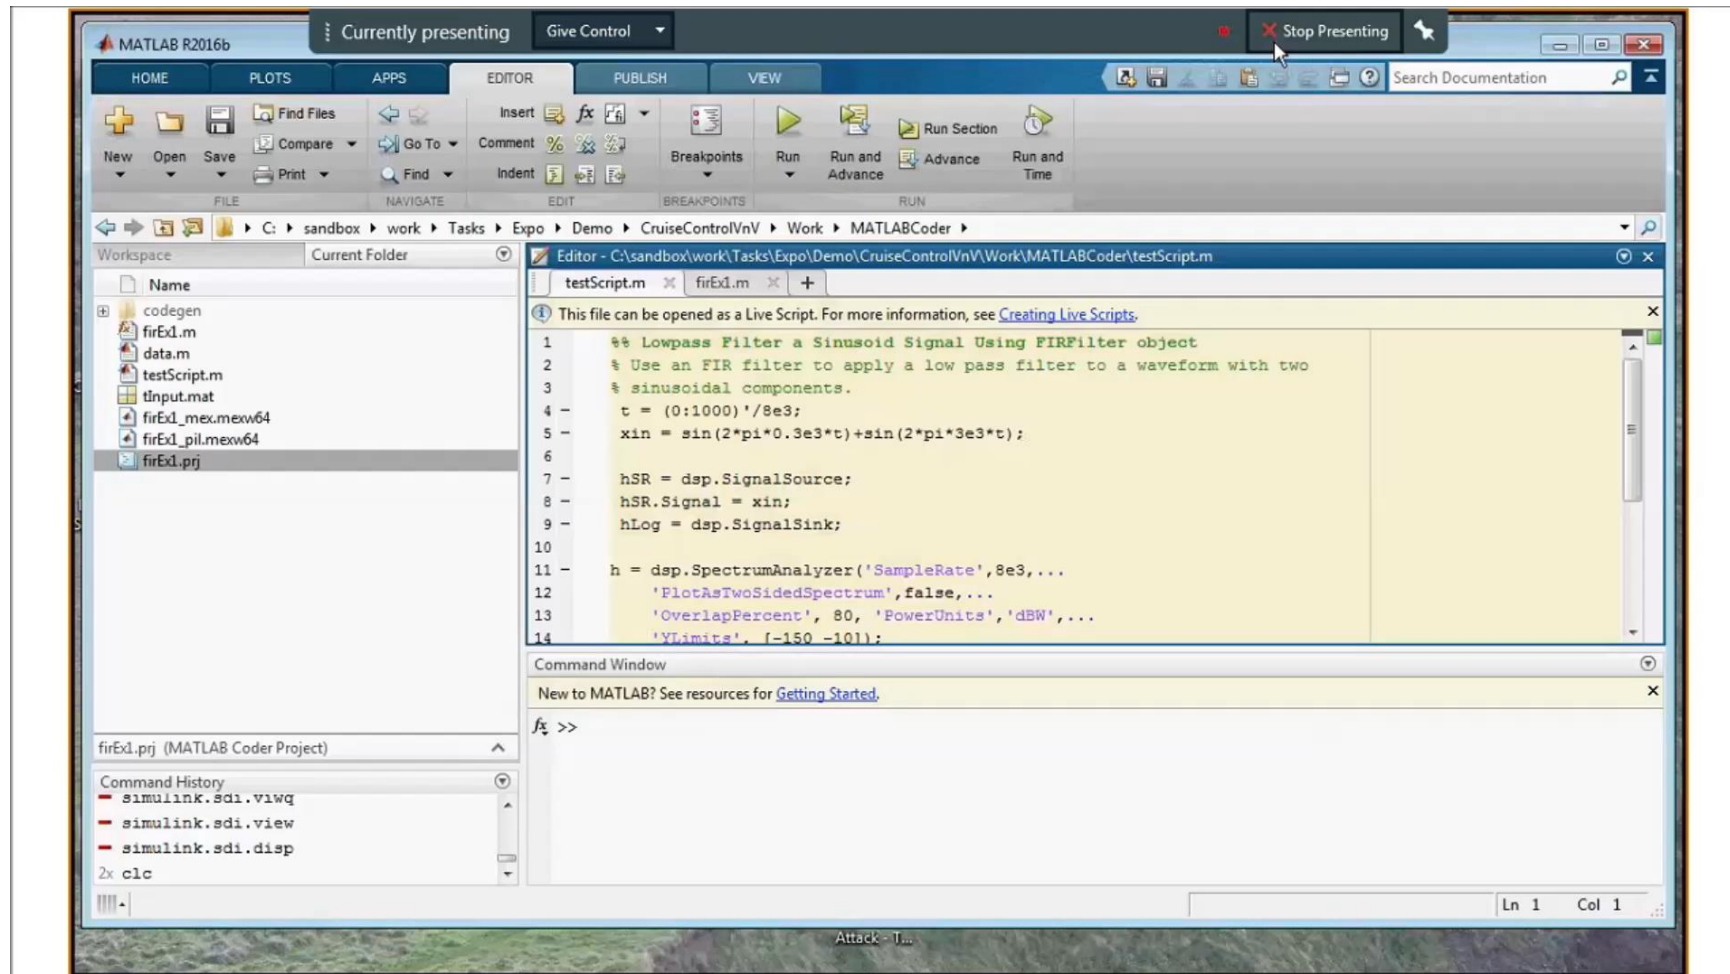 Currently presenting
Give Control
Stop Presenting
MATLAB R2016b
HOME
PLOTS
APPS
EDITOR
PUBLISH
VIEW
Search Documentation
New
Open
Save
Find Files
Compare
Print
FILE
Go To
Find
NAVIGATE
Insert
fx
Comment
Indent
EDIT
Breakpoints
BREAKPOINTS
Run
Run and Advance
Run Section
Advance
Run and Time
RUN
C: sandbox work Tasks Expo Demo CruiseControlVnV Work MATLABCoder
Workspace
Current Folder
Name
codegen
firEx1.m
data.m
testScript.m
tInput.mat
firEx1_mex.mexw64
firEx1_pil.mexw64
firEx1.prj
firEx1.prj (MATLAB Coder Project)
Command History
simulink.sdi.viwq
simulink.sdi.view
simulink.sdi.disp
2x clc
Editor - C:\sandbox\work\Tasks\Expo\Demo\CruiseControlVnV\Work\MATLABCoder\testScript.m
testScript.m
firEx1.m
This file can be opened as a Live Script. For more information, see Creating Live Scripts.
1 %% Lowpass Filter a Sinusoid Signal Using FIRFilter object
2 % Use an FIR filter to apply a low pass filter to a waveform with two
3 % sinusoidal components.
4 – t = (0:1000)'/8e3;
5 – xin = sin(2*pi*0.3e3*t)+sin(2*pi*3e3*t);
6
7 – hSR = dsp.SignalSource;
8 – hSR.Signal = xin;
9 – hLog = dsp.SignalSink;
10
11 – h = dsp.SpectrumAnalyzer('SampleRate',8e3,...
12 'PlotAsTwoSidedSpectrum',false,...
13 'OverlapPercent', 80, 'PowerUnits','dBW',...
14 'YLimits', [-150 -10]);
Command Window
New to MATLAB? See resources for Getting Started.
fx >>
Ln 1 Col 1
Attack - T...